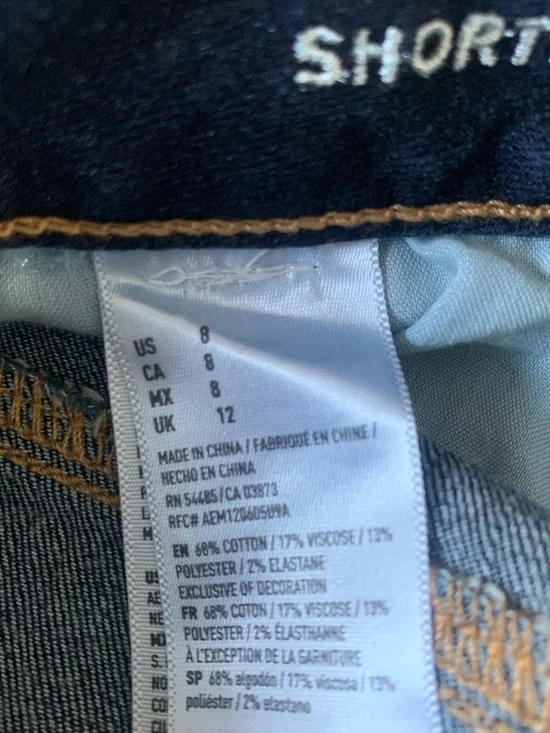 SHORT
US 8
CA 8
MX 8
UK 12
MADE IN CHINA / FABRIQUÉ EN CHINE /
HECHO EN CHINA
RN 54485/CA 03873
RFC# AEM120605U9A
EN 68% COTTON / 17% VISCOSE / 13%
POLYESTER / 2% ELASTANE
EXCLUSIVE OF DECORATION
FR 68% COTON / 17% VISCOSE / 13%
POLYESTER / 2% ÉLASTHANNE
À L'EXCEPTION DE LA GARNITURE
SP 68% algodón / 17% viscosa / 13%
poliéster / 2% elastano